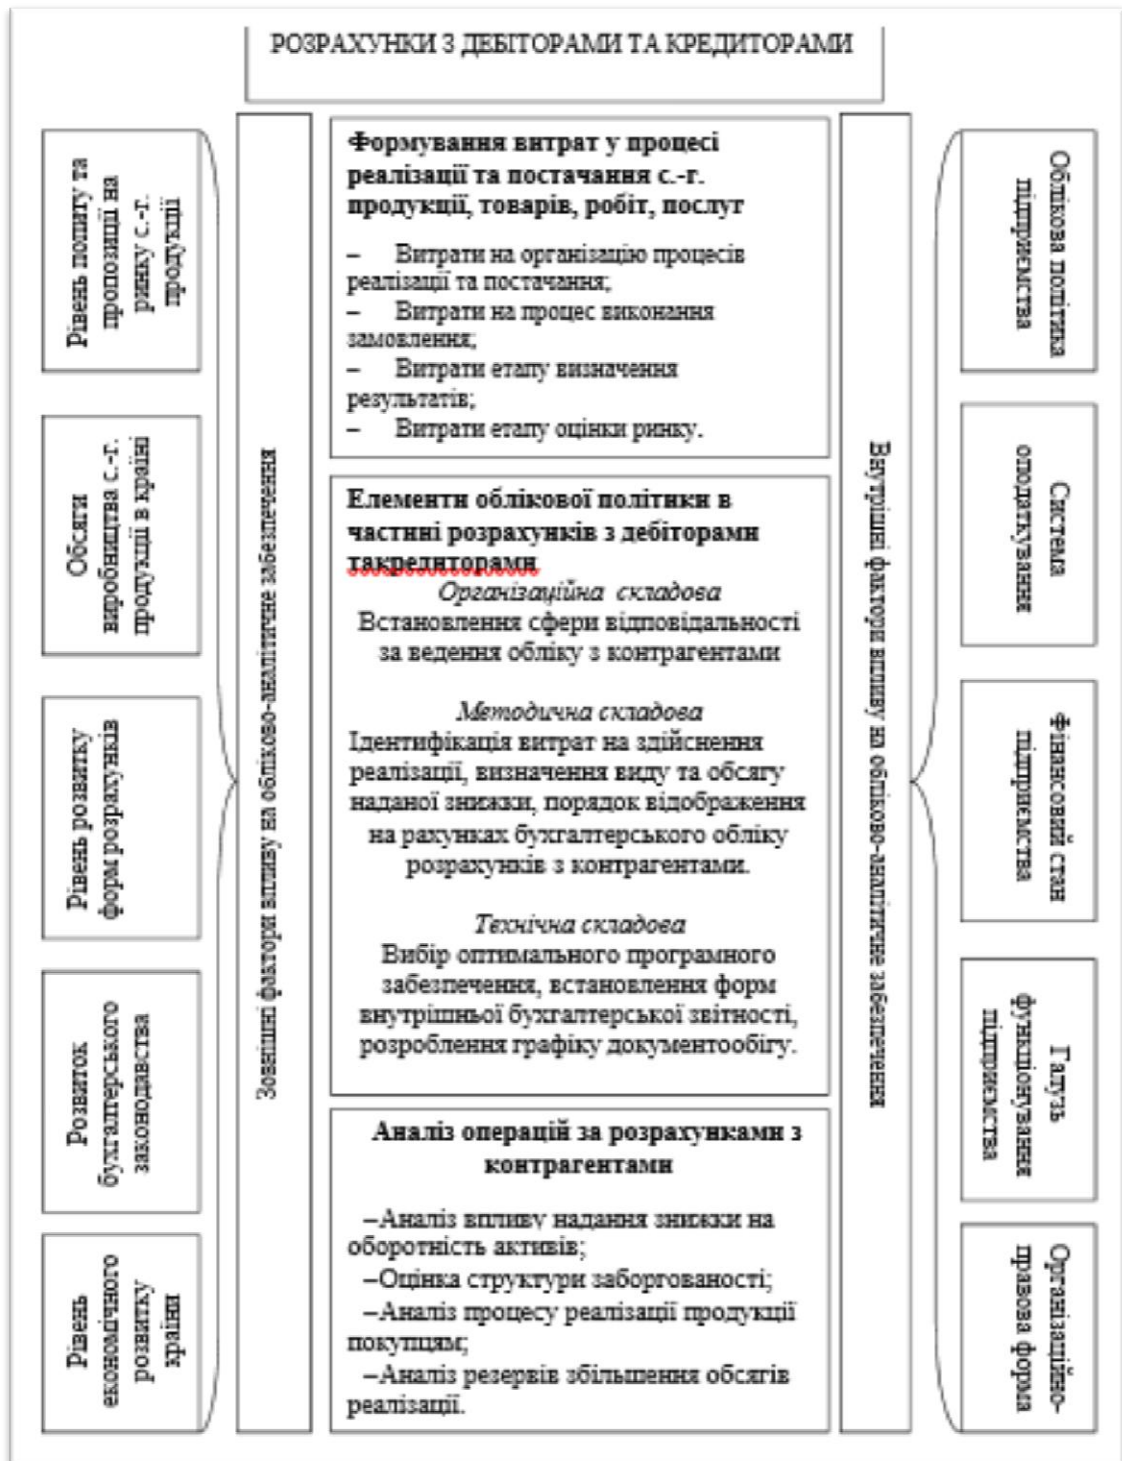 РОЗРАХУНКИ З ДЕБІТОРАМИ ТА КРЕДИТОРАМИ
Рівень попиту та
пропозиції на
ринку с.-г.
продукції
Обсяги
виробництва с.-г.
продукції в країні
Рівень розвитку
форм розрахунків
Розвиток
бухгалтерського
законодавства
Рівень
економічного
розвитку
країни
Зовнішні фактори впливу на обліково-аналітичне забезпечення
Формування витрат у процесі
реалізації та постачання с.-г.
продукції, товарів, робіт, послуг
– Витрати на організацію процесів
реалізації та постачання;
– Витрати на процес виконання
замовлення;
– Витрати етапу визначення
результатів;
– Витрати етапу оцінки ринку.
Елементи облікової політики в
частині розрахунків з дебіторами
такредиторами
Організаційна складова
Встановлення сфери відповідальності
за ведення обліку з контрагентами
Методична складова
Ідентифікація витрат на здійснення
реалізації, визначення виду та обсягу
наданої знижки, порядок відображення
на рахунках бухгалтерського обліку
розрахунків з контрагентами.
Технічна складова
Вибір оптимального програмного
забезпечення, встановлення форм
внутрішньої бухгалтерської звітності,
розроблення графіку документообігу.
Аналіз операцій за розрахунками з
контрагентами
–Аналіз впливу надання знижки на
оборотність активів;
–Оцінка структури заборгованості;
–Аналіз процесу реалізації продукції
покупцям;
–Аналіз резервів збільшення обсягів
реалізації.
Внутрішні фактори впливу на обліково-аналітичне забезпечення
Облікова політика
підприємства
Система
оподаткування
Фінансовий стан
підприємства
Галузь
функціонування
підприємства
Організаційно-
правова форма